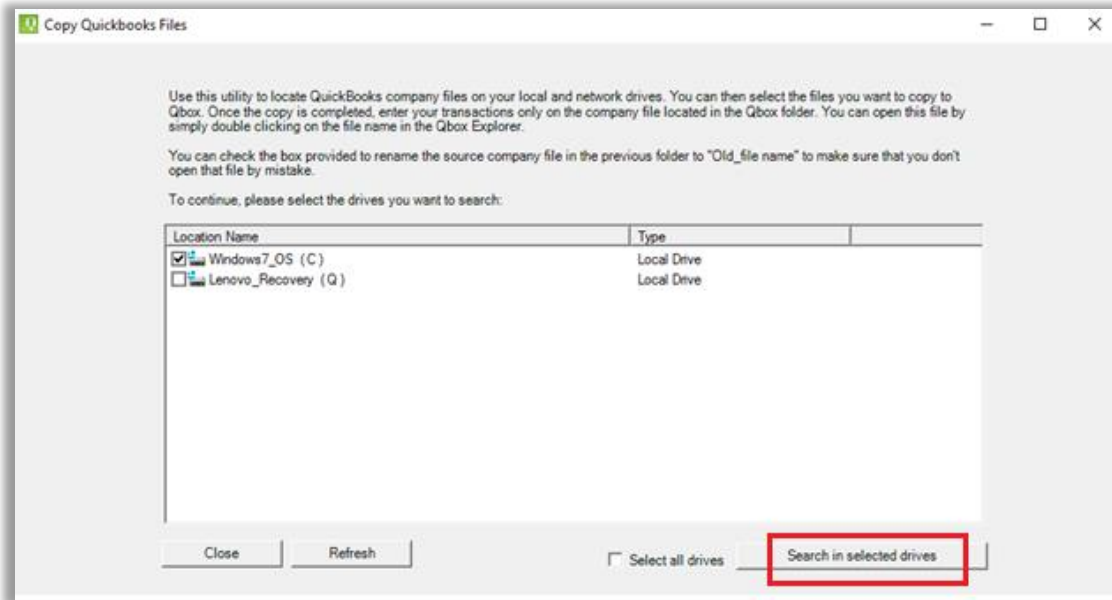 Copy Quickbooks Files
Use this utility to locate QuickBooks company files on your local and network drives. You can then select the files you want to copy to
Qbox. Once the copy is completed, enter your transactions only on the company file located in the Qbox folder. You can open this file by
simply double clicking on the file name in the Qbox Explorer.
You can check the box provided to rename the source company file in the previous folder to "Old_file name" to make sure that you don't
open that file by mistake.
To continue, please select the drives you want to search:
Location Name Type
Windows7_OS (C) Local Drive
Lenovo_Recovery (Q) Local Drive
Close Refresh Select all drives Search in selected drives